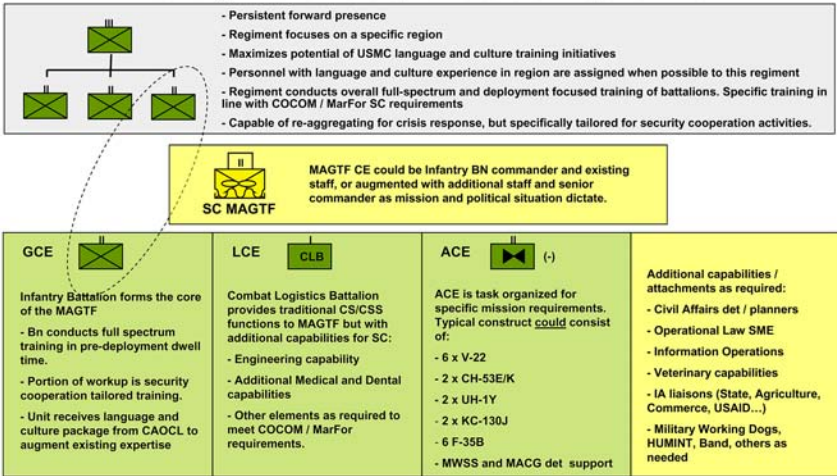 III
- Persistent forward presence
- Regiment focuses on a specific region
- Maximizes potential of USMC language and culture training initiatives
- Personnel with language and culture experience in region are assigned when possible to this regiment
- Regiment conducts overall full-spectrum and deployment focused training of battalions. Specific training in
line with COCOM / MarFor SC requirements
- Capable of re-aggregating for crisis response, but specifically tailored for security cooperation activities.
II
II
II
II
SC MAGTF
MAGTF CE could be Infantry BN commander and existing
staff, or augmented with additional staff and senior
commander as mission and political situation dictate.
GCE
II
Infantry Battalion forms the core
of the MAGTF
- Bn conducts full spectrum
training in pre-deployment dwell
time.
- Portion of workup is security
cooperation tailored training.
- Unit receives language and
culture package from CAOCL to
augment existing expertise
LCE
I
CLB
Combat Logistics Battalion
provides traditional CS/CSS
functions to MAGTF but with
additional capabilities for SC:
- Engineering capability
- Additional Medical and Dental
capabilities
- Other elements as required to
meet COCOM / MarFor
requirements.
ACE
II
(-)
ACE is task organized for
specific mission requirements.
Typical construct could consist
of:
- 6 x V-22
- 2 x CH-53E/K
- 2 x UH-1Y
- 2 x KC-130J
- 6 F-35B
- MWSS and MACG det support
Additional capabilities /
attachments as required:
- Civil Affairs det / planners
- Operational Law SME
- Information Operations
- Veterinary capabilities
- IA liaisons (State, Agriculture,
Commerce, USAID...)
- Military Working Dogs,
HUMINT, Band, others as
needed